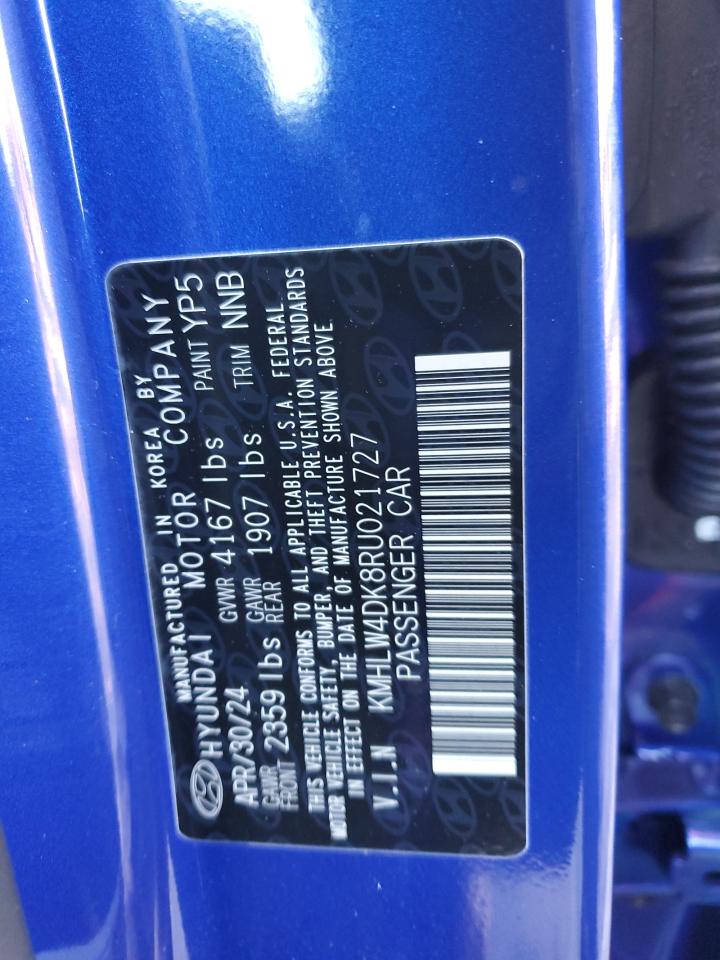 MANUFACTURED IN KOREA BY
HYUNDAI MOTOR COMPANY
APR/30/24 GVWR 4167 lbs PAINT YP5
GAWR FRONT 2359 lbs GAWR REAR 1907 lbs TRIM NNB
THIS VEHICLE CONFORMS TO ALL APPLICABLE U.S.A. FEDERAL
MOTOR VEHICLE SAFETY, BUMPER, AND THEFT PREVENTION STANDARDS
IN EFFECT ON THE DATE OF MANUFACTURE SHOWN ABOVE
V.I.N KMHLW4DK8RU021727
PASSENGER CAR